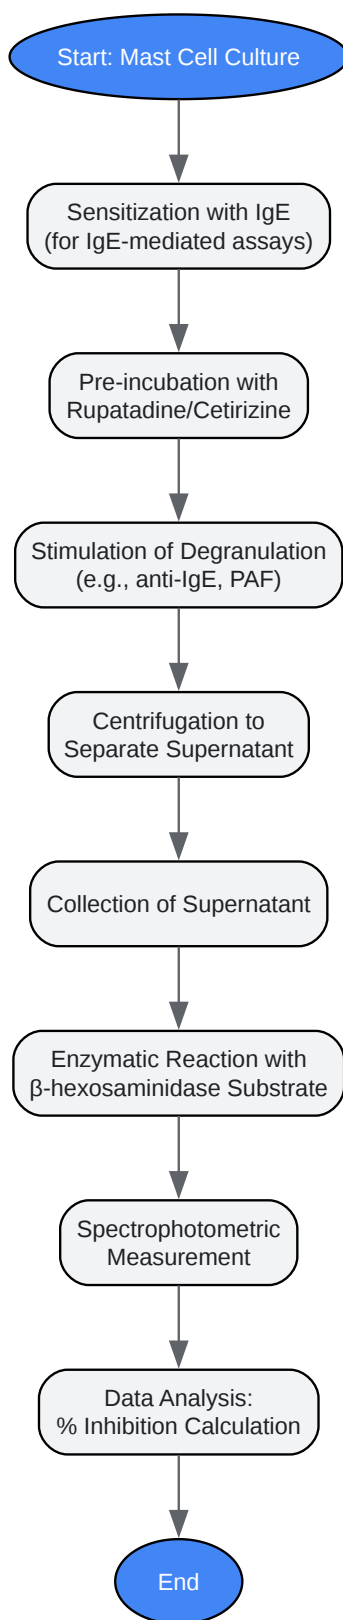 Start: Mast Cell Culture
Sensitization with IgE
(for IgE-mediated assays)
Pre-incubation with
Rupatadine/Cetirizine
Stimulation of Degranulation
(e.g., anti-IgE, PAF)
Centrifugation to
Separate Supernatant
Collection of Supernatant
Enzymatic Reaction with
β-hexosaminidase Substrate
Spectrophotometric
Measurement
Data Analysis:
% Inhibition Calculation
End